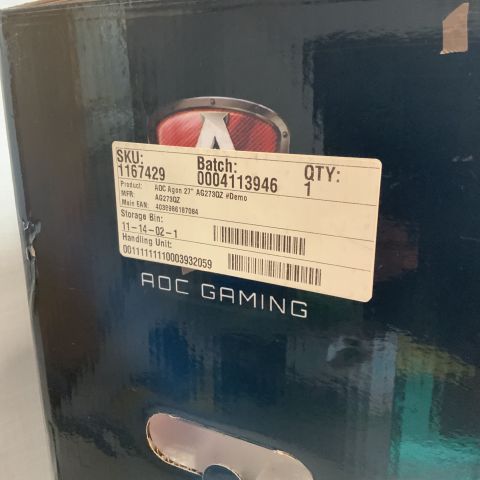 SKU: Batch: QTY:
1167429 0004113946 1
Product: AOC Agon 27" AG273QZ #Demo
MFR: AG273QZ
Main EAN: 4038986187084
Storage Bin:
11-14-02-1
Handling Unit:
00111111110003932059
AOC GAMING